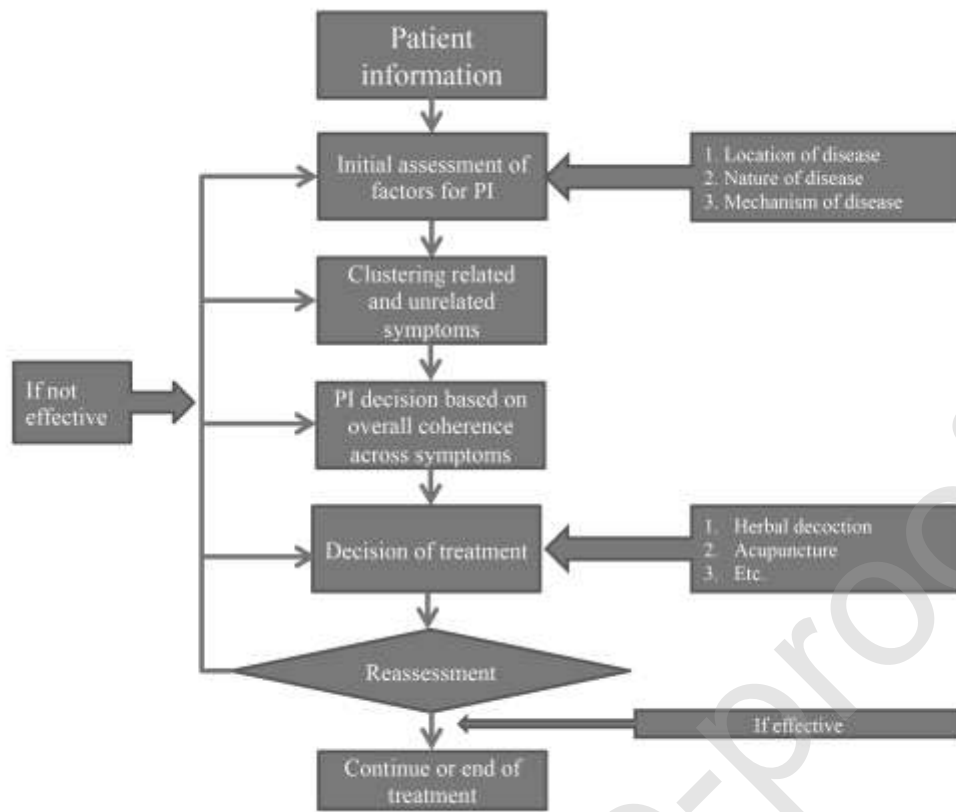 Patient
information
Initial assessment of
factors for PI
1. Location of disease
2. Nature of disease
3. Mechanism of disease
Clustering related
and unrelated
symptoms
If not
effective
PI decision based on
overall coherence
across symptoms
Decision of treatment
1. Herbal decoction
2. Acupuncture
3. Etc.
Reassessment
If effective
Continue or end of
treatment